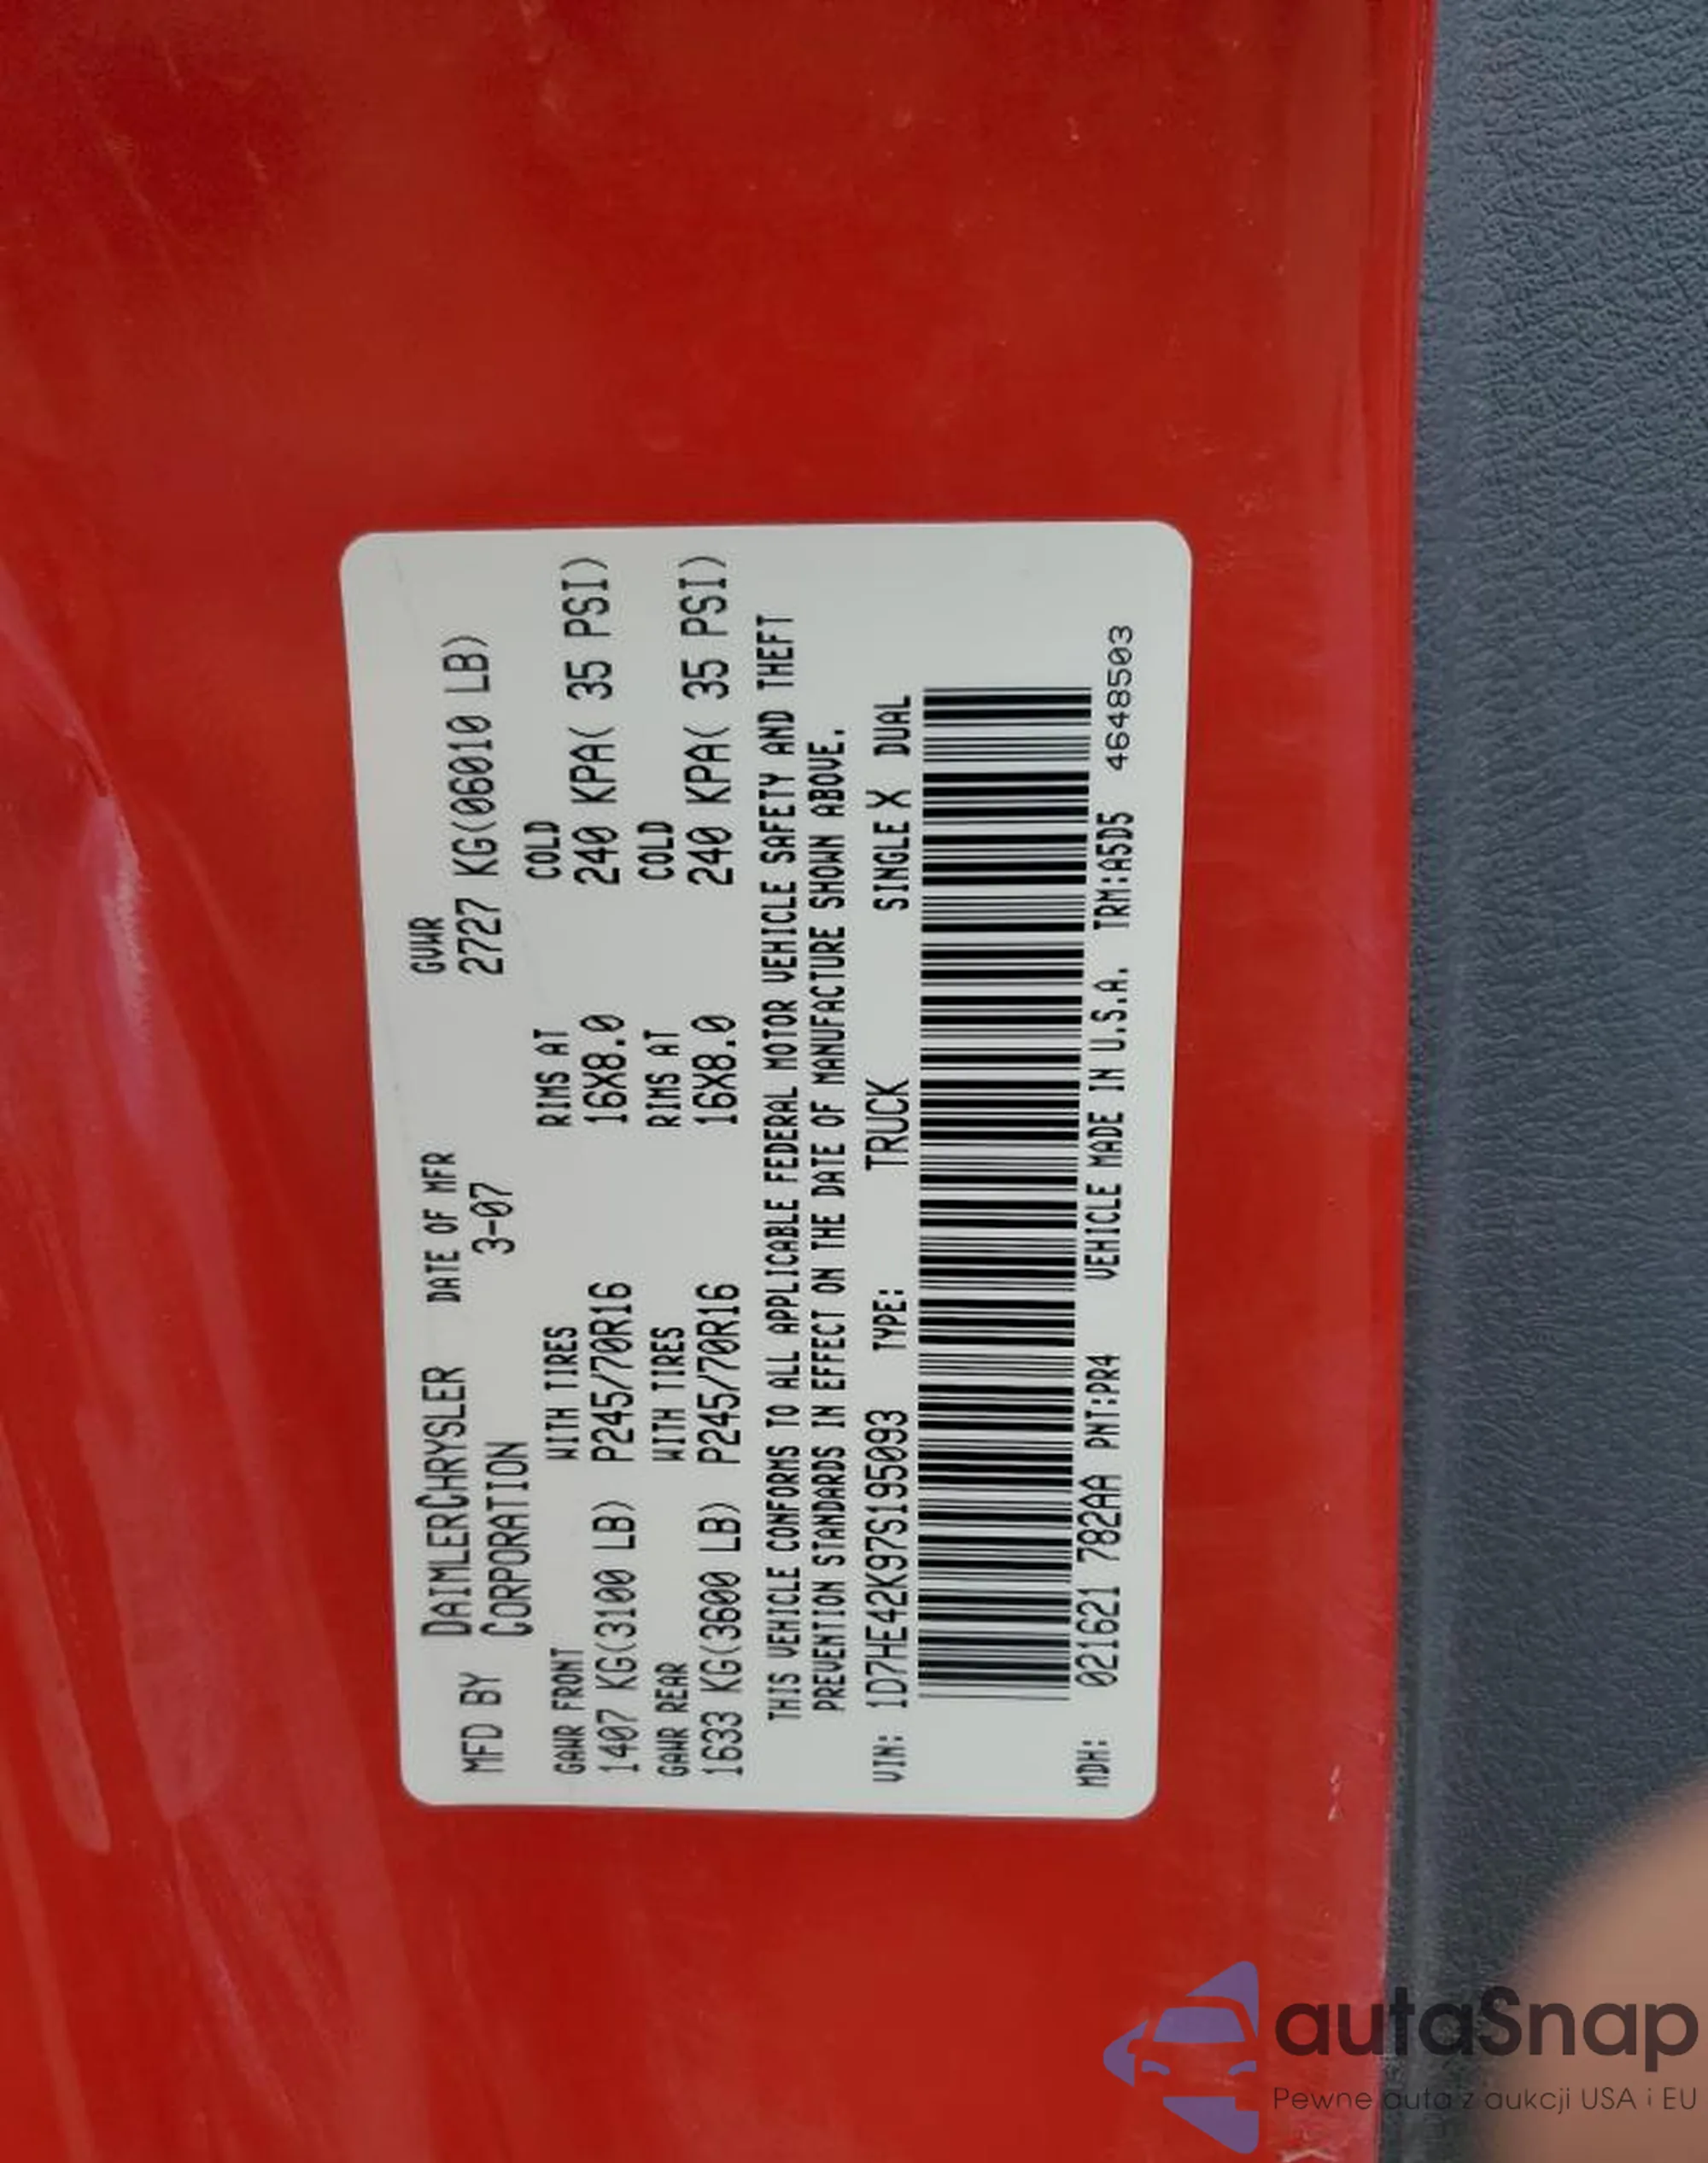 MFD BY DAIMLERCHRYSLER CORPORATION DATE OF MFR 3-07 GVWR 2727 KG(06010 LB)
GAWR FRONT WITH TIRES RIMS AT COLD
1407 KG(3100 LB) P245/70R16 16X8.0 240 KPA( 35 PSI)
GAWR REAR WITH TIRES RIMS AT COLD
1633 KG(3600 LB) P245/70R16 16X8.0 240 KPA( 35 PSI)
THIS VEHICLE CONFORMS TO ALL APPLICABLE FEDERAL MOTOR VEHICLE SAFETY AND THEFT
PREVENTION STANDARDS IN EFFECT ON THE DATE OF MANUFACTURE SHOWN ABOVE.
VIN: 1D7HE42K97S195093 TYPE: TRUCK SINGLE X DUAL
MDH: 021621 782AA PNT:PR4 VEHICLE MADE IN U.S.A. TRM:A5D5 4648503
autaSnap
Pewne auta z aukcji USA i EU